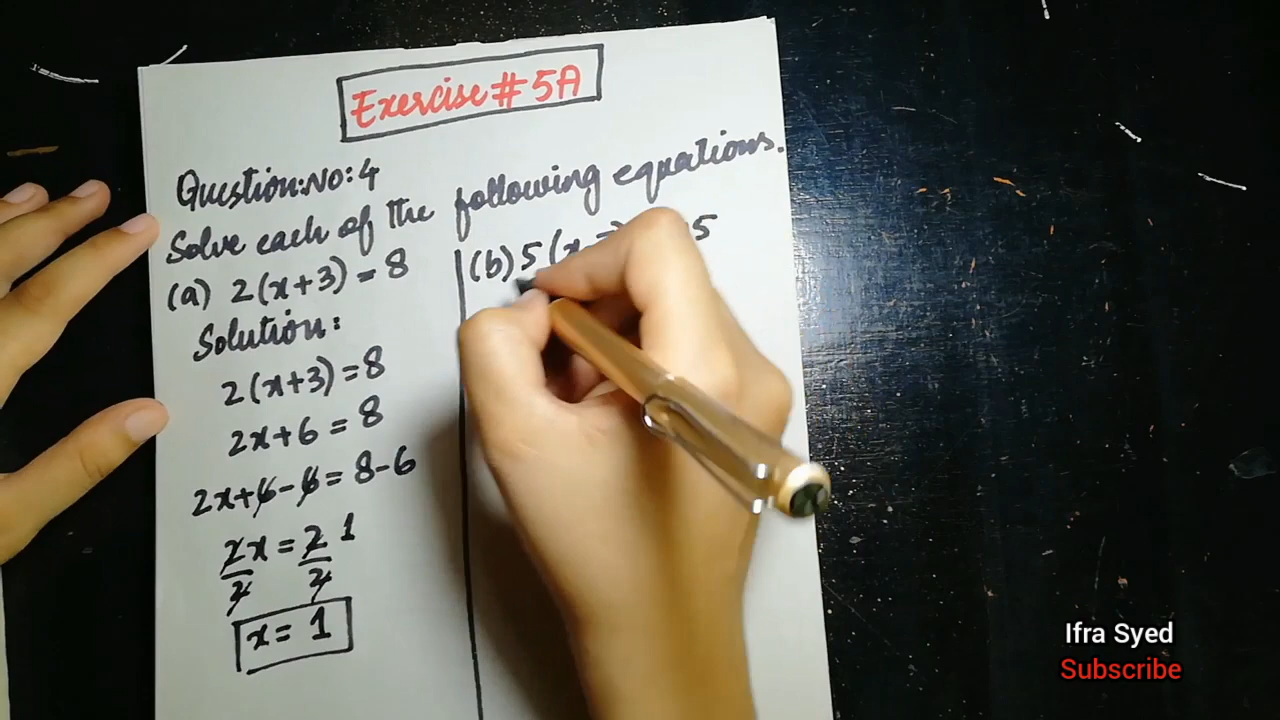 Exercise # 5A
Question:No:4
Solve each of the following equations.
(a) 2(x+3) = 8
Solution:
2(x+3) = 8
2x+6 = 8
2x+6-6 = 8-6
2x = 2 1
2 2
x = 1
(b) 5(x 5
Ifra Syed
Subscribe